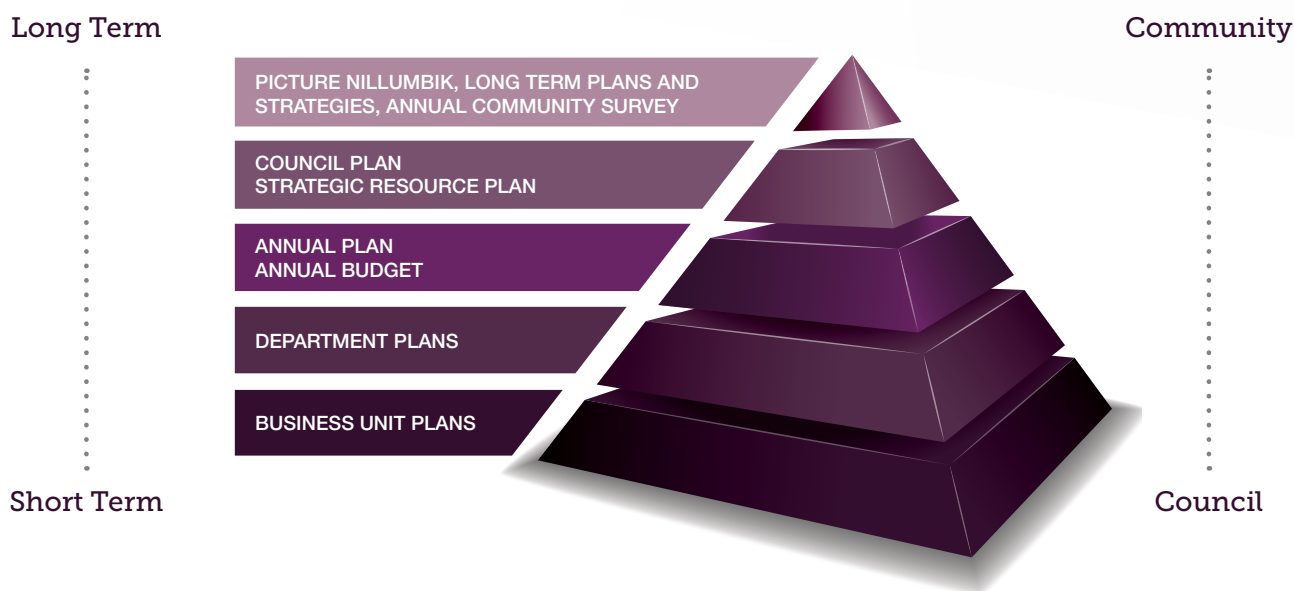 Long Term
Community
PICTURE NILLUMBIK, LONG TERM PLANS AND
STRATEGIES, ANNUAL COMMUNITY SURVEY
COUNCIL PLAN
STRATEGIC RESOURCE PLAN
ANNUAL PLAN
ANNUAL BUDGET
DEPARTMENT PLANS
BUSINESS UNIT PLANS
Short Term
Council